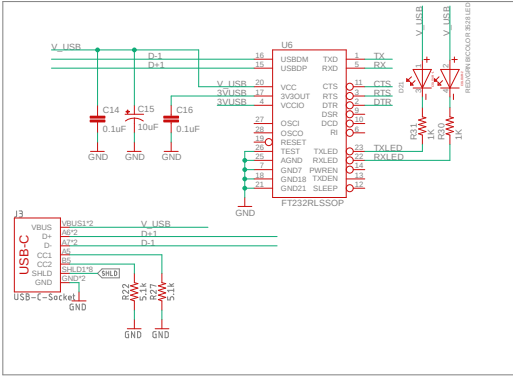 V_USB
D-1
D+1
V_USB
3VUSB
3VUSB
C14
0.1uF
C15
10uF
C16
0.1uF
GND
GND
GND
U6
16 USBDM
15 USBDP
20 VCC
17 3V3OUT
4 VCCIO
27 OSCI
28 OSCO
19 RESET
26 TEST
25 AGND
7 GND7
18 GND18
21 GND21
TXD 1 TX
RXD 5 RX
CTS 11 CTS
RTS 3 RTS
DTR 2 DTR
DSR 9
DCD 10
RI 6
TXLED 23 TXLED
RXLED 22 RXLED
PWREN 14
TXDEN 13
SLEEP 12
FT232RLSSOP
GND
V_USB
V_USB
RED/GRN BICOLOR 3528 LED
R31
1K
R30
1K
J3
USB-C
VBUS VBUS1*2 V_USB
D+ A6*2 D+1
D- A7*2 D-1
CC1 A5
CC2 B5
SHLD SHLD1*8 SHLD
GND GND*2
USB-C-Socket
GND
R22
5.1k
R27
5.1k
GND
GND